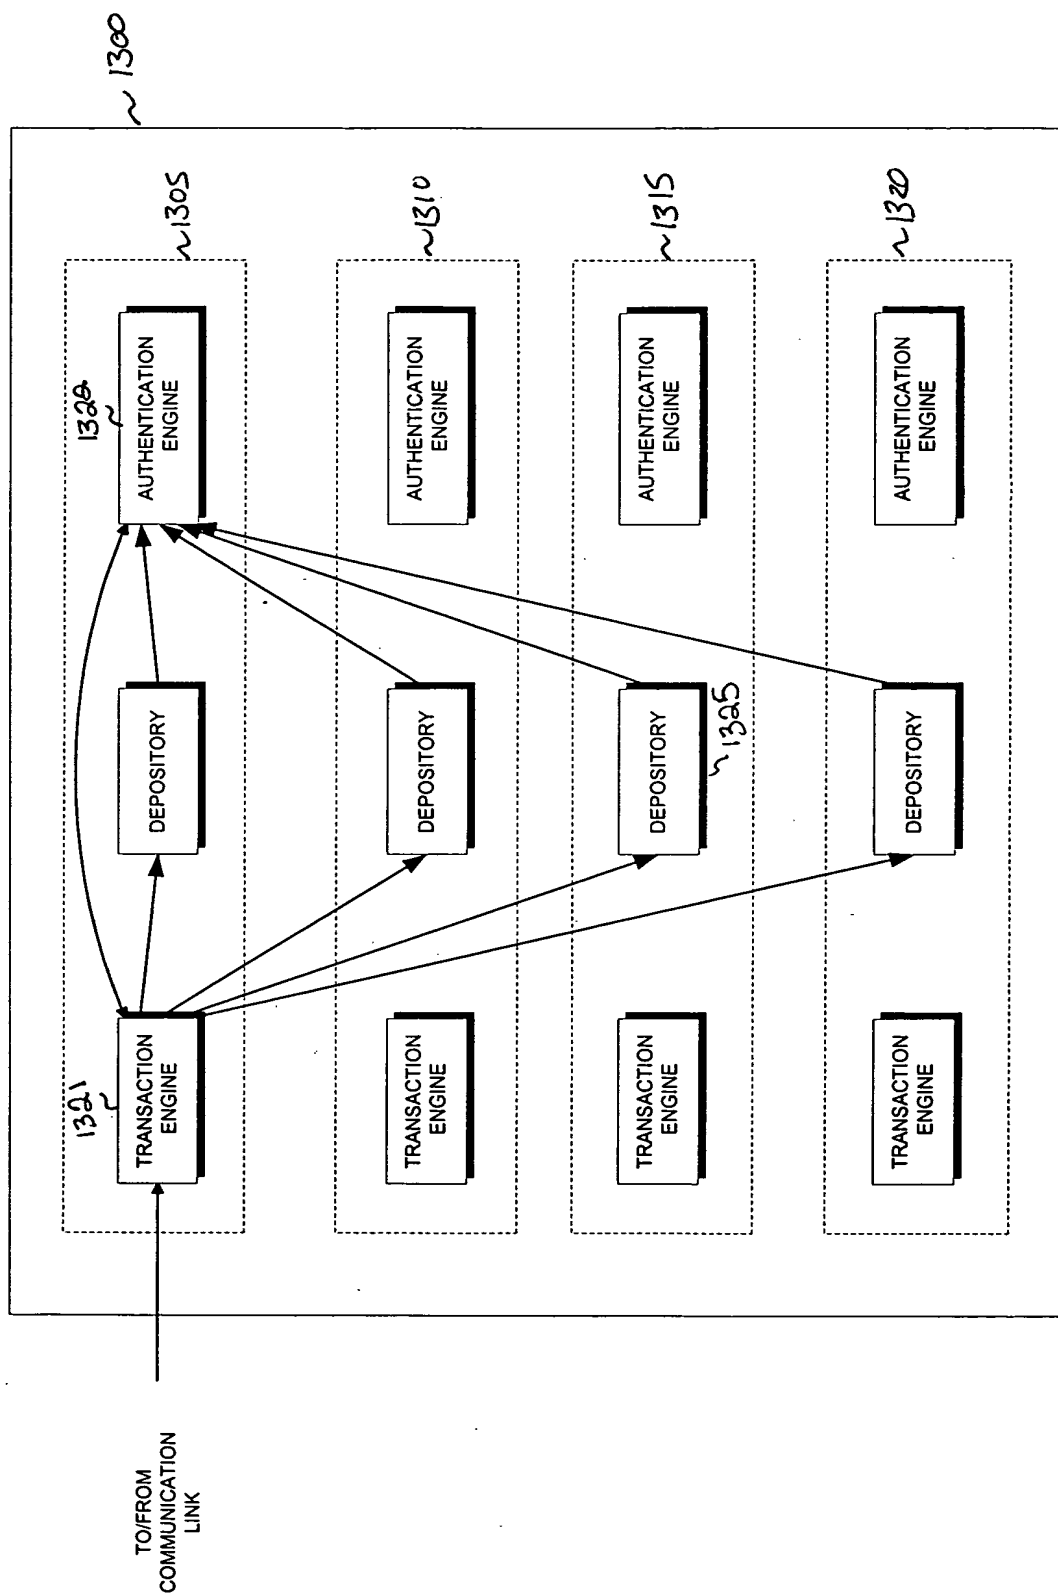 1300
TO/FROM
COMMUNICATION
LINK
1321
TRANSACTION
ENGINE
DEPOSITORY
1322
AUTHENTICATION
ENGINE
1305
TRANSACTION
ENGINE
DEPOSITORY
AUTHENTICATION
ENGINE
1310
TRANSACTION
ENGINE
DEPOSITORY
1325
AUTHENTICATION
ENGINE
1315
TRANSACTION
ENGINE
DEPOSITORY
AUTHENTICATION
ENGINE
1320